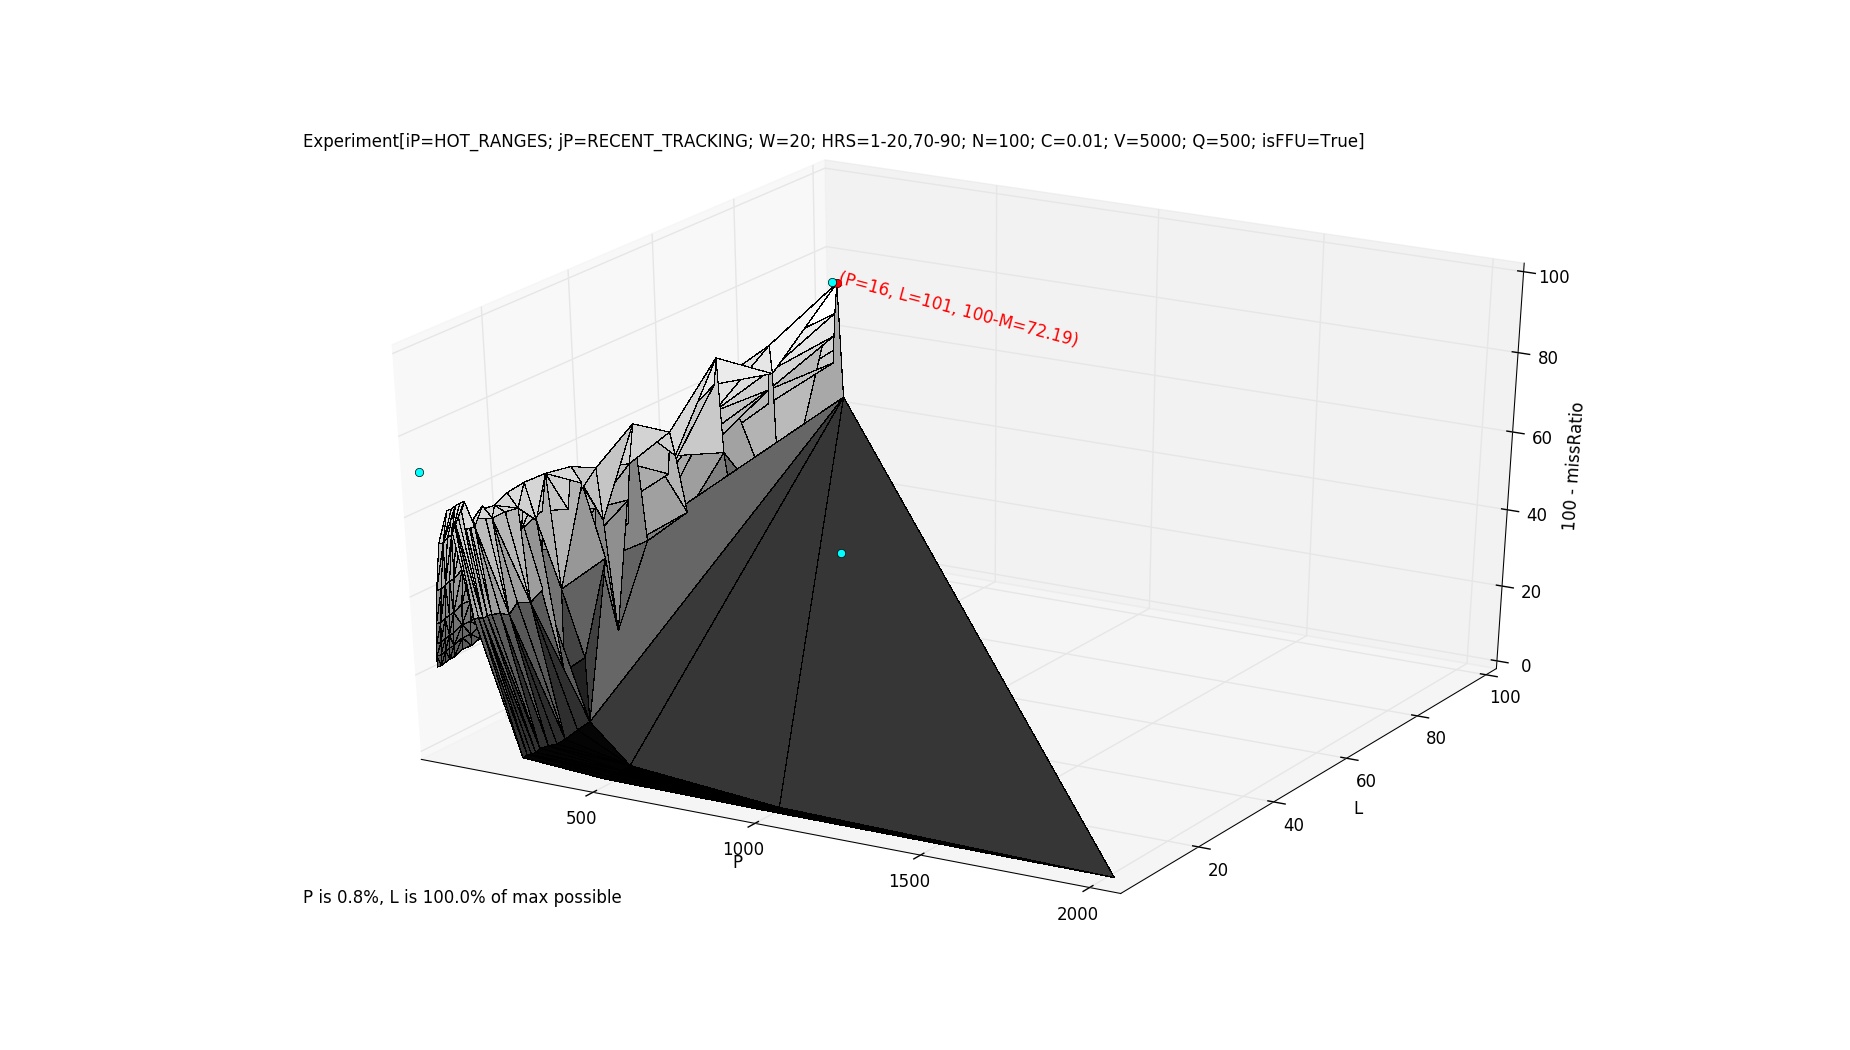 Experiment[iP=HOT_RANGES; jP=RECENT_TRACKING; W=20; HRS=1-20,70-90; N=100; C=0.01; V=5000; Q=500; isFFU=True]
(P=16, L=101, 100-M=72.19)
100
80
60
40
20
0
100 - missRatio
100
80
60
40
20
L
500
1000
1500
2000
P
P is 0.8%, L is 100.0% of max possible